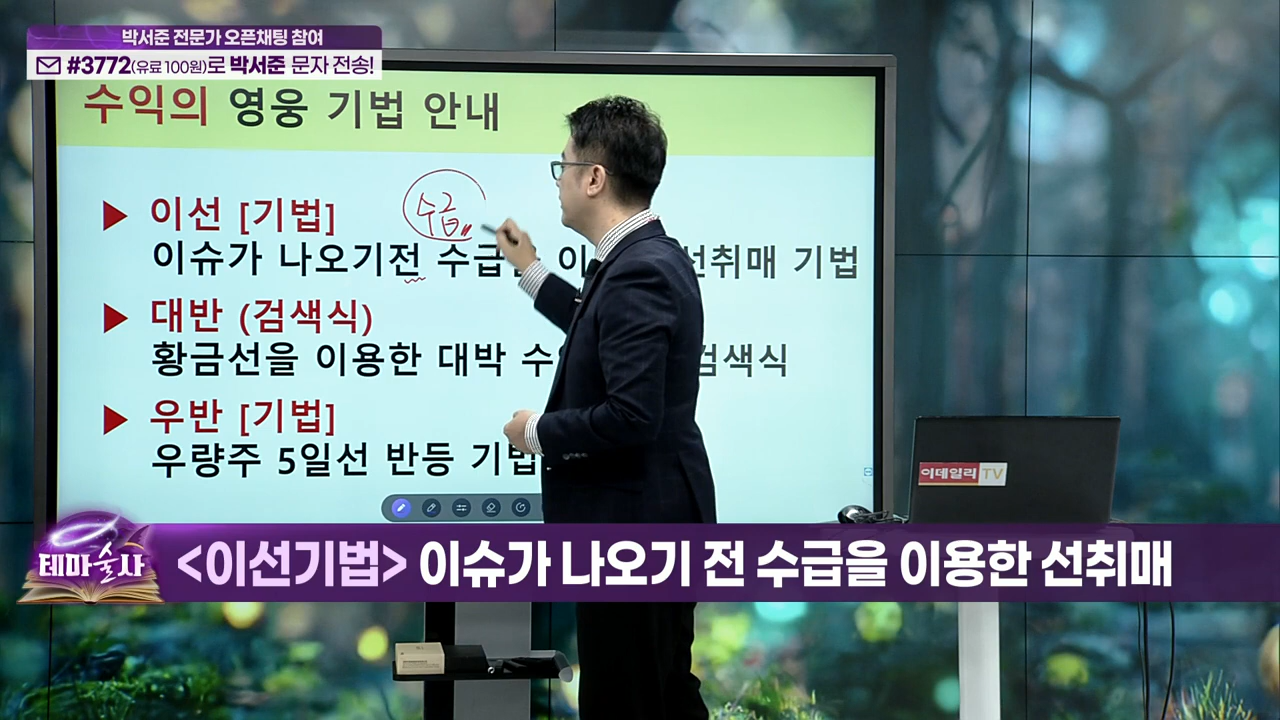 박서준 전문가 오픈채팅 참여
#3772(유료 100원)로 박서준 문자 전송!
수익의 영웅 기법 안내
수급
▶ 이선 [기법]
이슈가 나오기전 수급 이 선취매 기법
▶ 대반 (검색식)
황금선을 이용한 대박 수 검색식
▶ 우반 [기법]
우량주 5일선 반등 기법
이데일리TV
테마술사
<이선기법> 이슈가 나오기 전 수급을 이용한 선취매